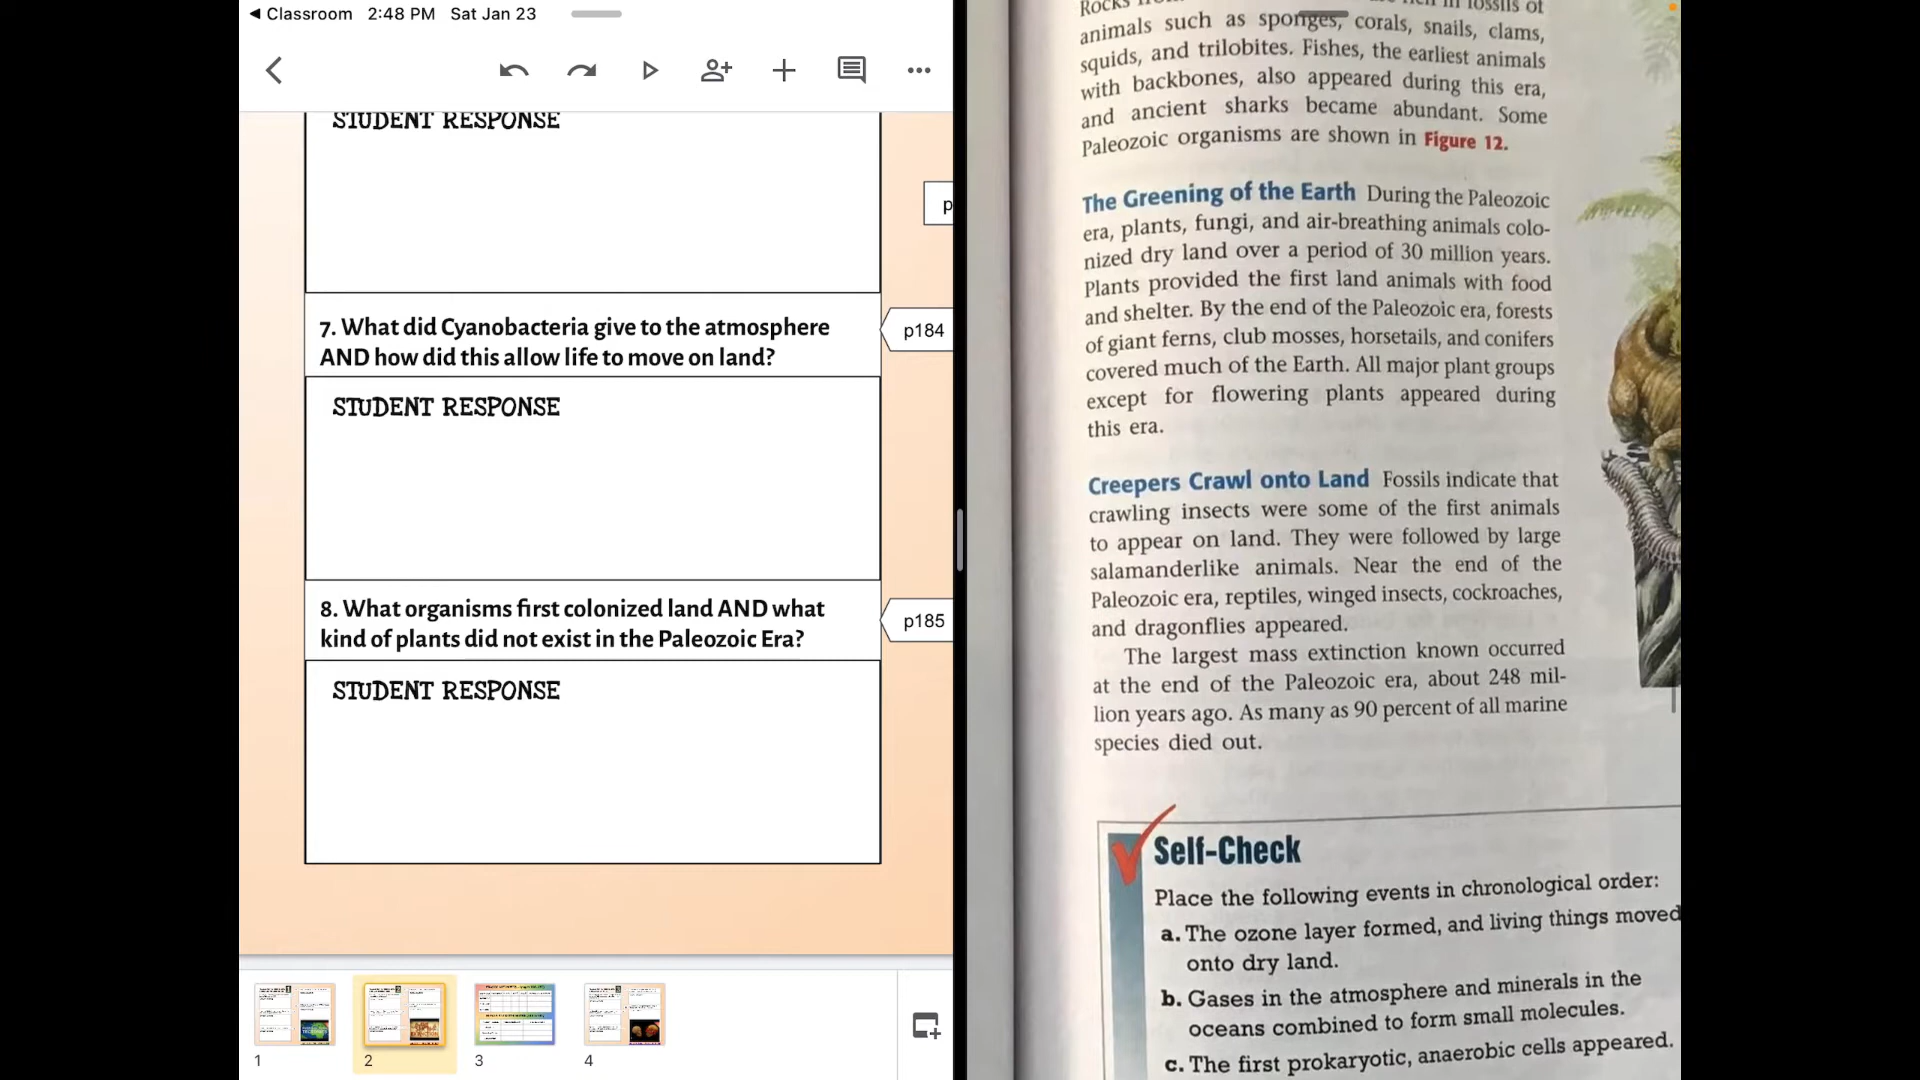 Classroom 2:48 PM Sat Jan 23
STUDENT RESPONSE
p
7. What did Cyanobacteria give to the atmosphere
AND how did this allow life to move on land?
p184
STUDENT RESPONSE
8. What organisms first colonized land AND what
kind of plants did not exist in the Paleozoic Era?
p185
STUDENT RESPONSE
1
2
3
4
Rocks
in fossils of
animals such as sponges, corals, snails, clams,
squids, and trilobites. Fishes, the earliest animals
with backbones, also appeared during this era,
and ancient sharks became abundant. Some
Paleozoic organisms are shown in Figure 12.
The Greening of the Earth During the Paleozoic
era, plants, fungi, and air-breathing animals colo-
nized dry land over a period of 30 million years.
Plants provided the first land animals with food
and shelter. By the end of the Paleozoic era, forests
of giant ferns, club mosses, horsetails, and conifers
covered much of the Earth. All major plant groups
except for flowering plants appeared during
this era.
Creepers Crawl onto Land Fossils indicate that
crawling insects were some of the first animals
to appear on land. They were followed by large
salamanderlike animals. Near the end of the
Paleozoic era, reptiles, winged insects, cockroaches,
and dragonflies appeared.
The largest mass extinction known occurred
at the end of the Paleozoic era, about 248 mil-
lion years ago. As many as 90 percent of all marine
species died out.
Self-Check
Place the following events in chronological order:
a. The ozone layer formed, and living things moved
onto dry land.
b. Gases in the atmosphere and minerals in the
oceans combined to form small molecules.
c. The first prokaryotic, anaerobic cells appeared.